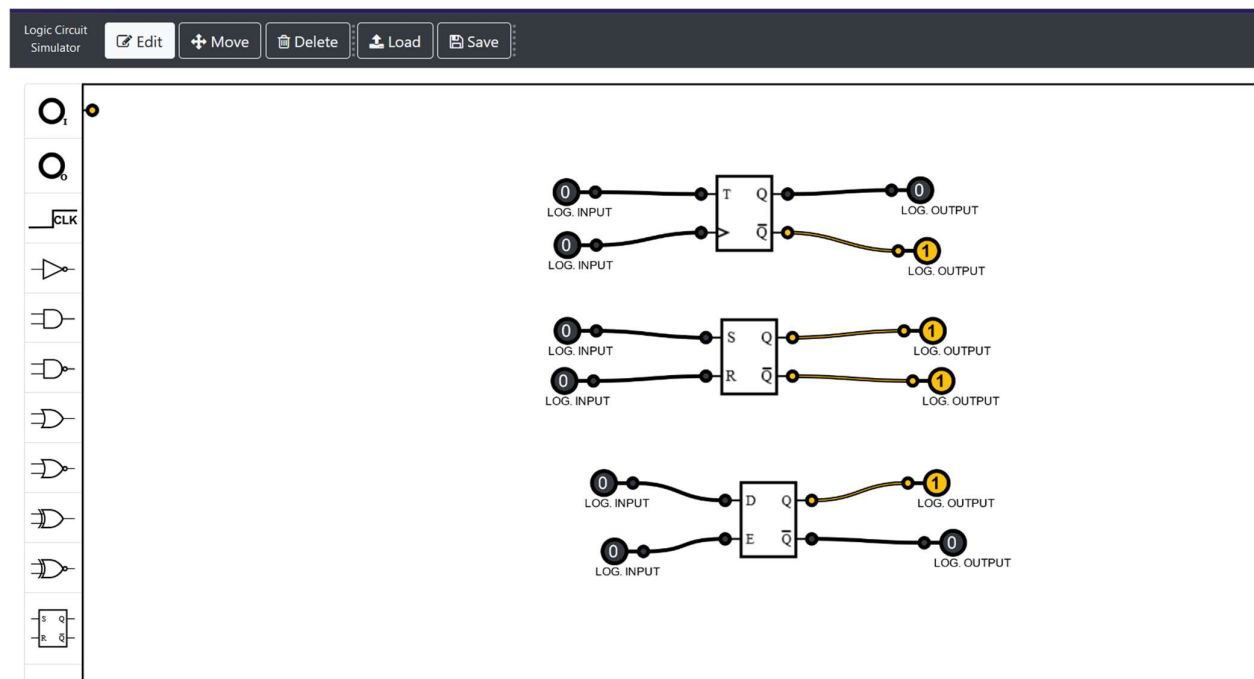 Logic Circuit
Simulator
Edit
Move
Delete
Load
Save
I
O
CLK
S Q
R Q̅
0
LOG. INPUT
T Q
0
LOG. OUTPUT
0
LOG. INPUT
Q̅
1
LOG. OUTPUT
0
LOG. INPUT
S Q
1
LOG. OUTPUT
0
LOG. INPUT
R Q̅
1
LOG. OUTPUT
0
LOG. INPUT
D Q
1
LOG. OUTPUT
0
LOG. INPUT
E Q̅
0
LOG. OUTPUT